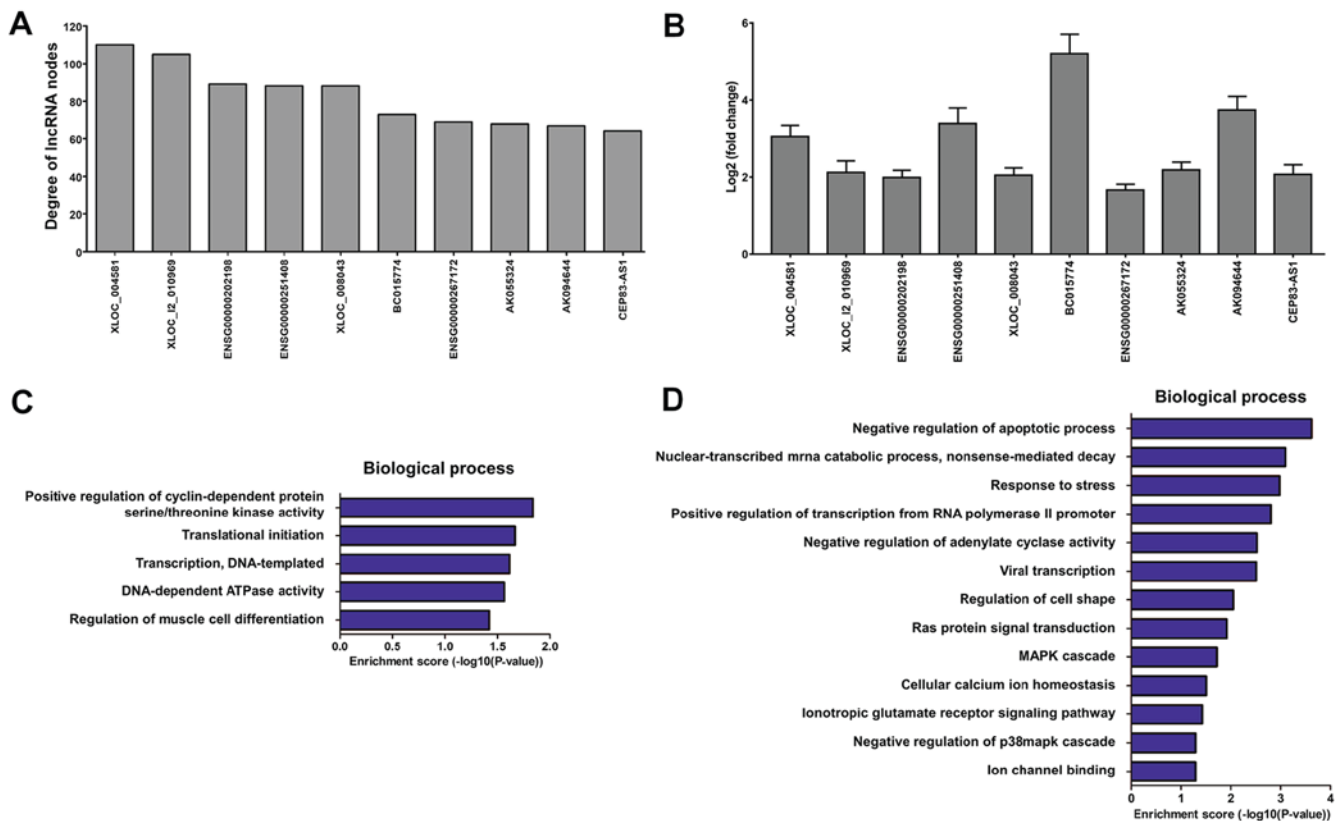 A
Degree of lncRNA nodes
120
100
80
60
40
20
0
XLOC_004581
XLOC_l2_010969
ENSG00000202198
ENSG00000251408
XLOC_008043
BC015774
ENSG00000267172
AK055324
AK094644
CEP83-AS1
B
Log2 (fold change)
6
4
2
0
XLOC_004581
XLOC_l2_010969
ENSG00000202198
ENSG00000251408
XLOC_008043
BC015774
ENSG00000267172
AK055324
AK094644
CEP83-AS1
C
Biological process
Positive regulation of cyclin-dependent protein
serine/threonine kinase activity
Translational initiation
Transcription, DNA-templated
DNA-dependent ATPase activity
Regulation of muscle cell differentiation
0.0 0.5 1.0 1.5 2.0
Enrichment score (-log10(P-value))
D
Biological process
Negative regulation of apoptotic process
Nuclear-transcribed mrna catabolic process, nonsense-mediated decay
Response to stress
Positive regulation of transcription from RNA polymerase II promoter
Negative regulation of adenylate cyclase activity
Viral transcription
Regulation of cell shape
Ras protein signal transduction
MAPK cascade
Cellular calcium ion homeostasis
Ionotropic glutamate receptor signaling pathway
Negative regulation of p38mapk cascade
Ion channel binding
0 1 2 3 4
Enrichment score (-log10(P-value))